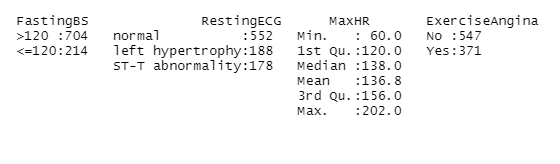 FastingBS RestingECG MaxHR ExerciseAngina
>120 :704 normal :552 Min. : 60.0 No :547
<=120:214 left hypertrophy:188 1st Qu.:120.0 Yes:371
ST-T abnormality:178 Median :138.0
Mean :136.8
3rd Qu.:156.0
Max. :202.0